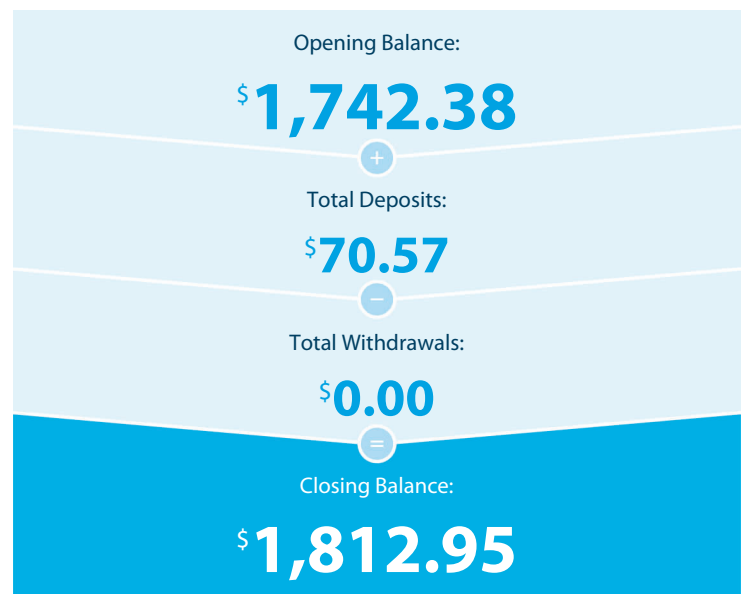 Opening Balance:
$1,742.38
+
Total Deposits:
$70.57
−
Total Withdrawals:
$0.00
=
Closing Balance:
$1,812.95